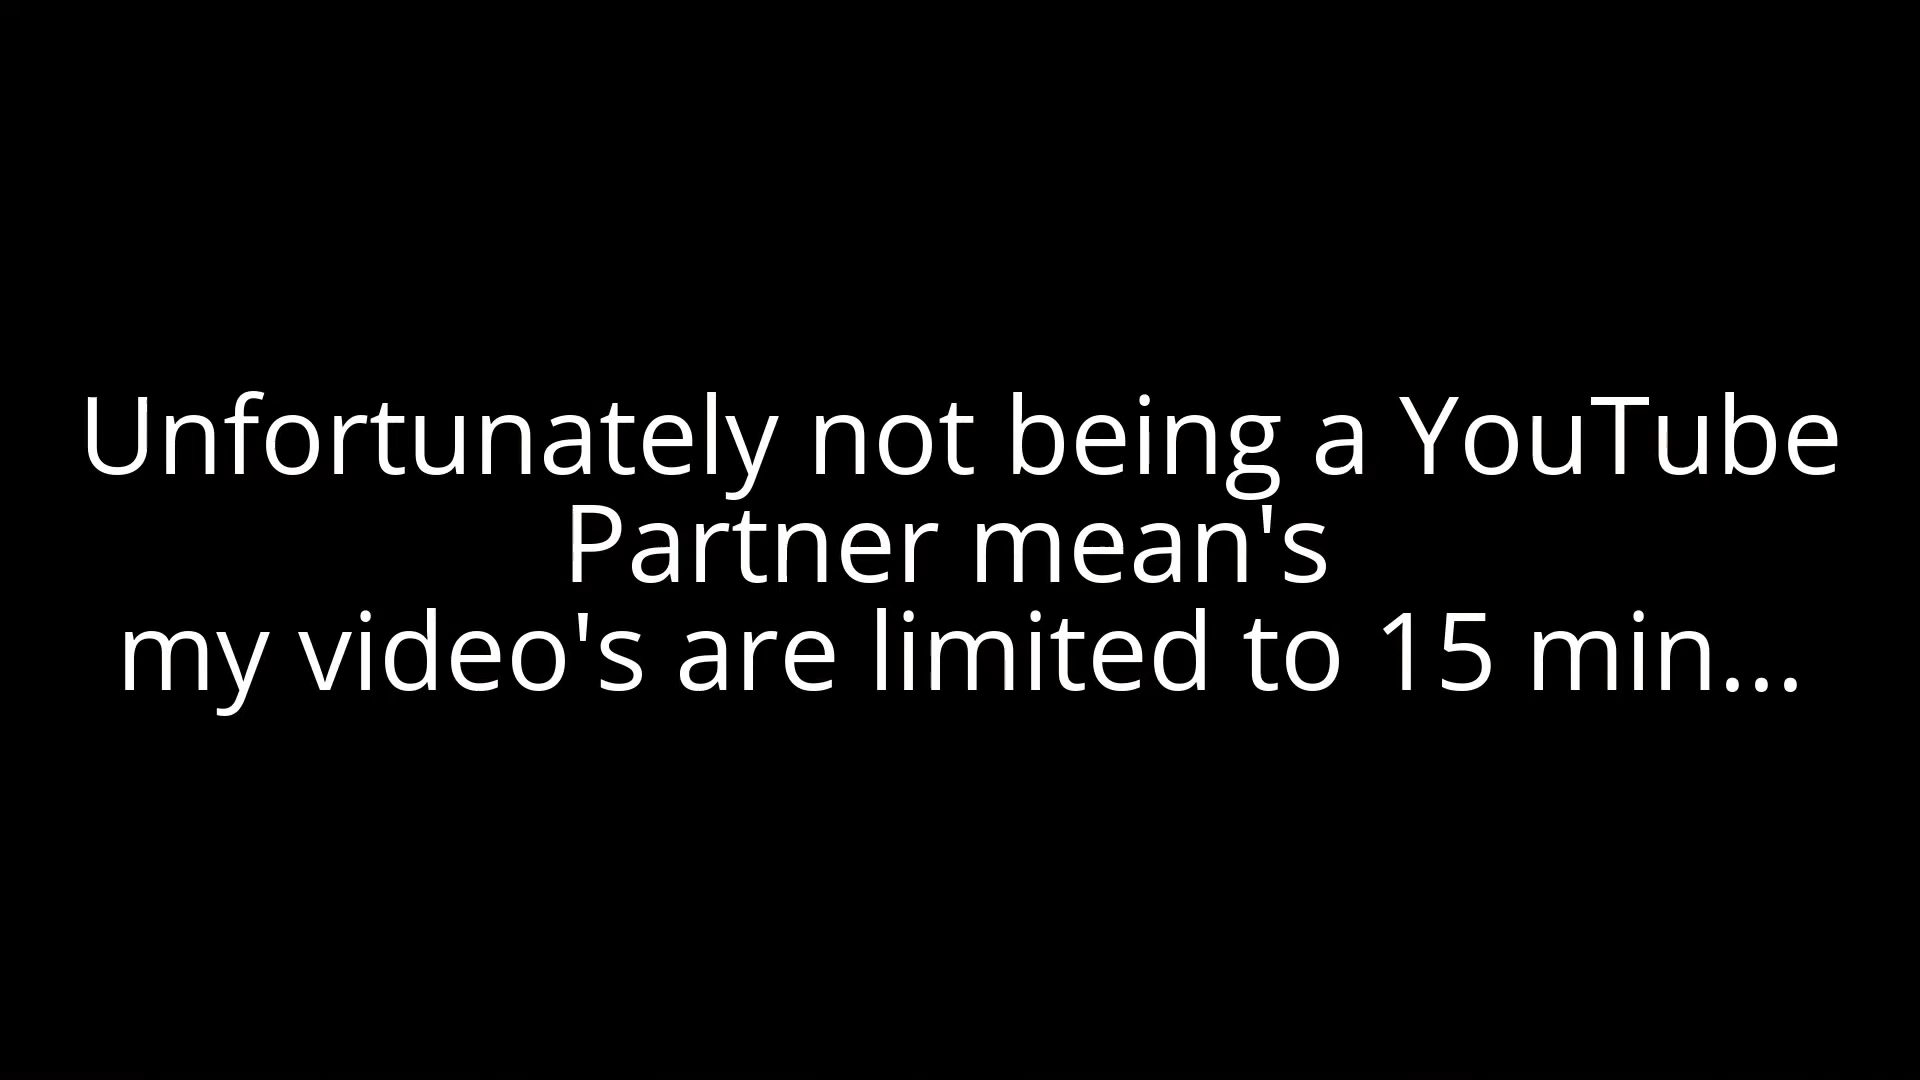 Unfortunately not being a YouTube
Partner mean's
my video's are limited to 15 min...